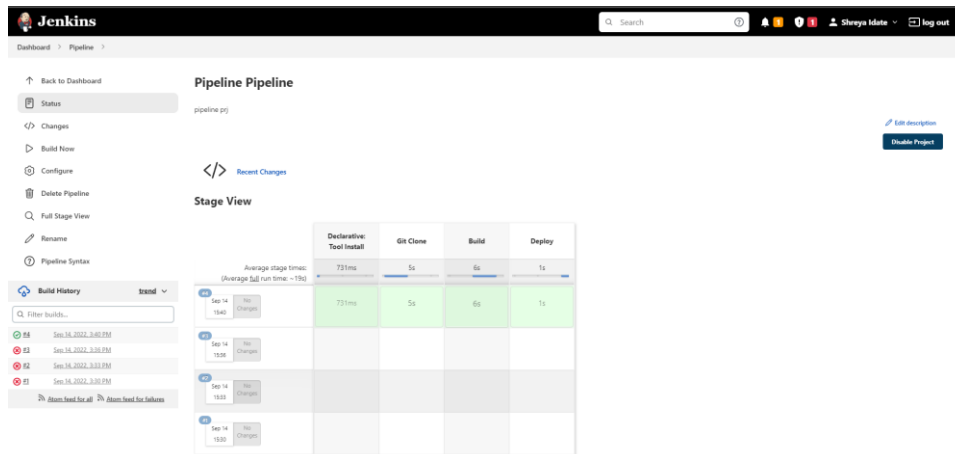 Jenkins
Search
1
1
Shreya Idate
log out
Dashboard
Pipeline
Back to Dashboard
Status
Changes
Build Now
Configure
Delete Pipeline
Full Stage View
Rename
Pipeline Syntax
Build History
trend
Filter builds...
#4 Sep 14, 2022, 3:40 PM
#3 Sep 14, 2022, 3:36 PM
#2 Sep 14, 2022, 3:33 PM
#1 Sep 14, 2022, 3:30 PM
Atom feed for all Atom feed for failures
Pipeline Pipeline
pipeline prj
Edit description
Disable Project
Recent Changes
Stage View
Declarative:
Tool Install
Git Clone
Build
Deploy
Average stage times:
(Average full run time: ~19s)
731ms
5s
6s
1s
#4
Sep 14
15:40
No
Changes
731ms
5s
6s
1s
#3
Sep 14
15:36
No
Changes
#2
Sep 14
15:33
No
Changes
#1
Sep 14
15:30
No
Changes